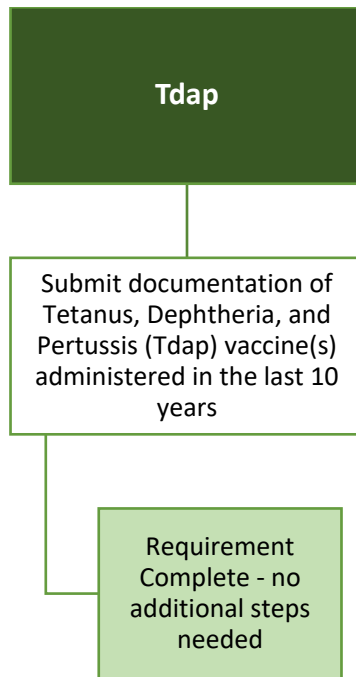 Tdap
Submit documentation of
Tetanus, Dephtheria, and
Pertussis (Tdap) vaccine(s)
administered in the last 10
years
Requirement
Complete - no
additional steps
needed